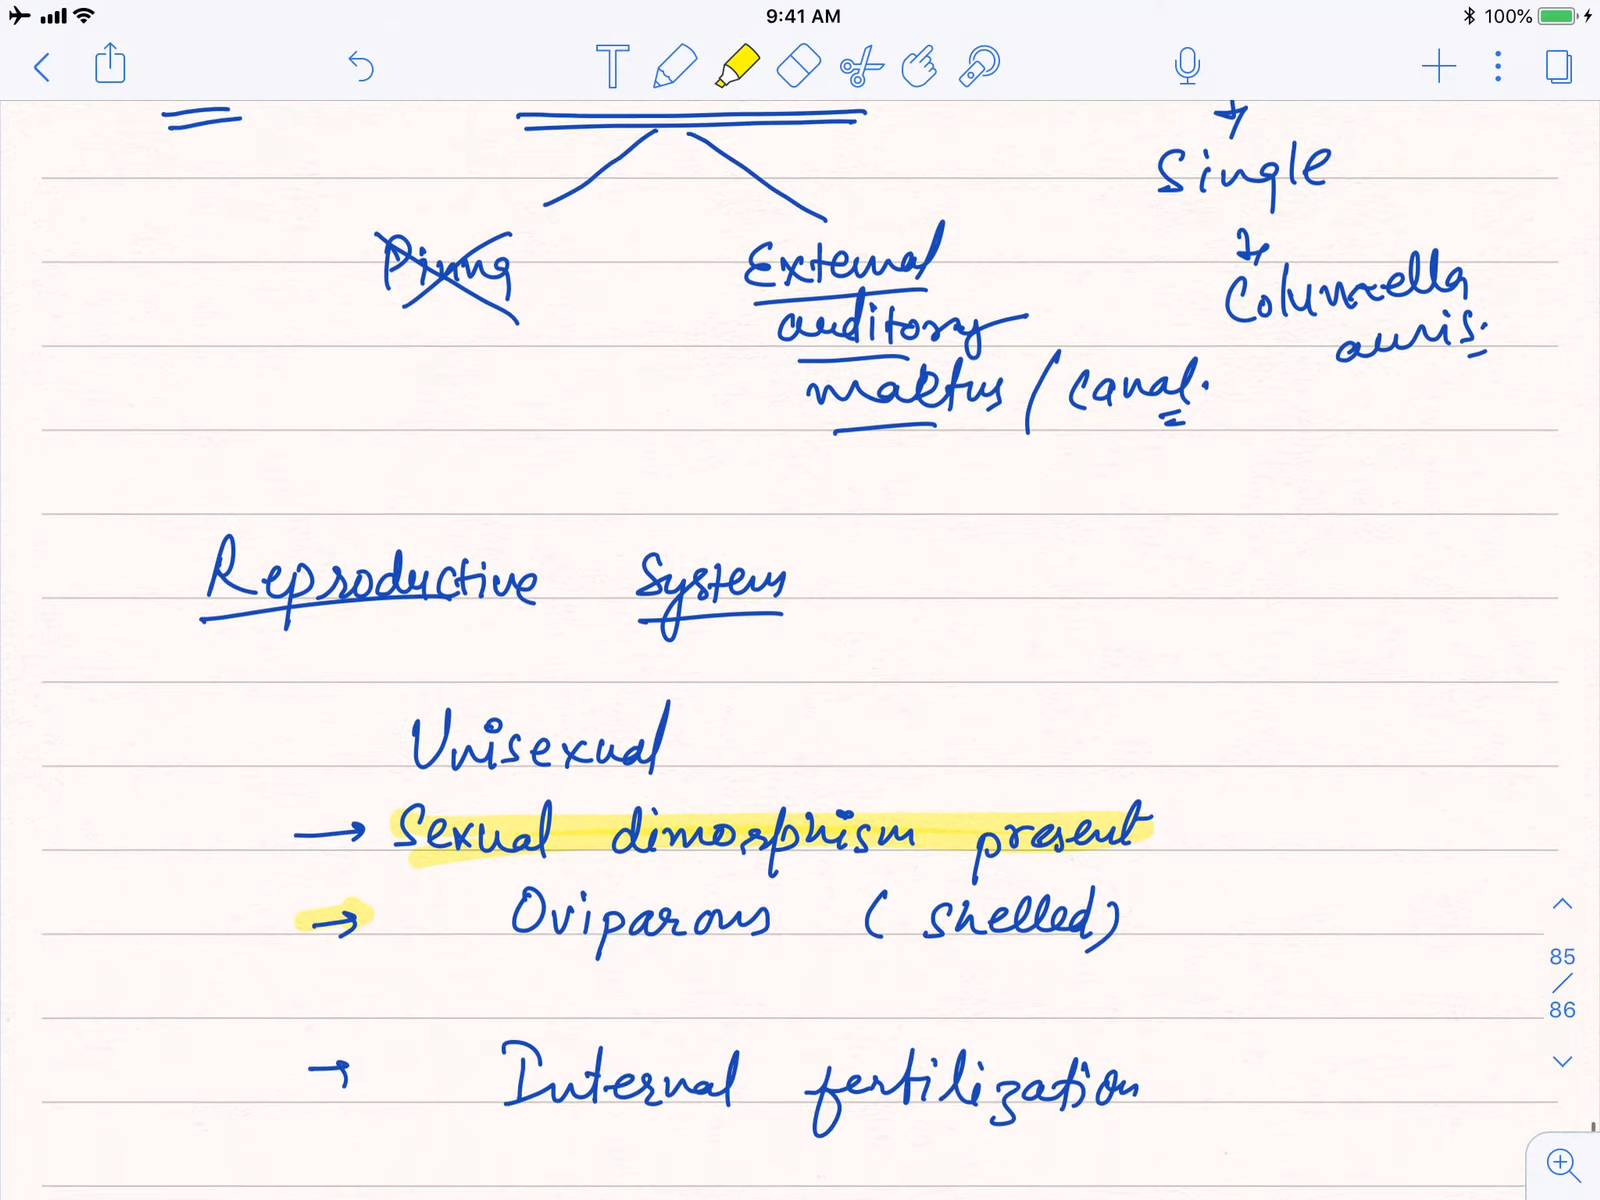 9:41 AM
100%
T
Single
Pinna
External
auditory
maetus / canal.
Columella
auris.
Reproductive System
Unisexual
→ Sexual dimorphism present
→ Oviparous (shelled)
85
/
86
→ Internal fertilization